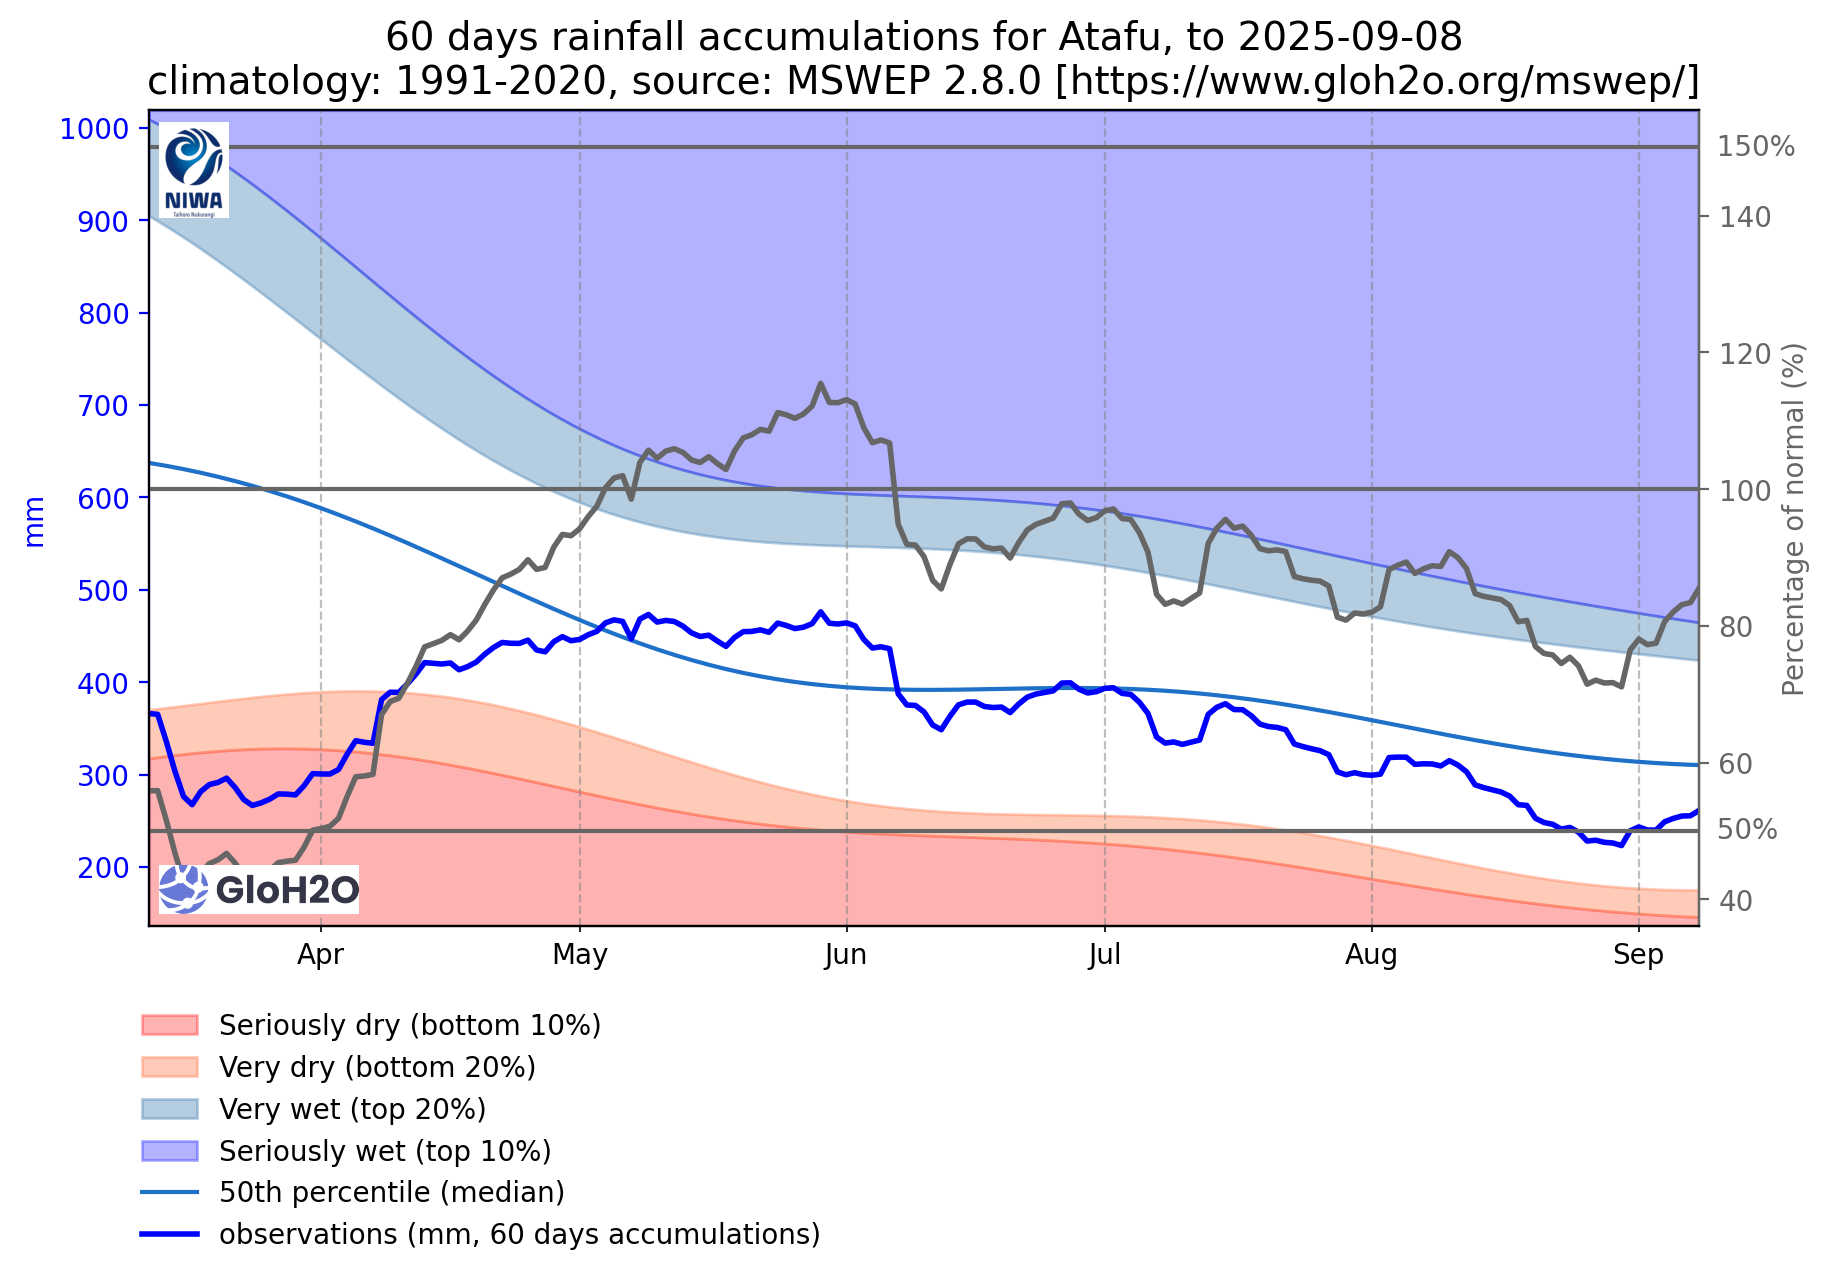 60 days rainfall accumulations for Atafu, to 2025-09-08
climatology: 1991-2020, source: MSWEP 2.8.0 [https://www.gloh2o.org/mswep/]
1000
900
800
700
600
500
400
300
200
mm
NIWA
Taihoro Nukurangi
GloH2O
150%
140
120
100
80
60
50%
40
Percentage of normal (%)
Apr
May
Jun
Jul
Aug
Sep
Seriously dry (bottom 10%)
Very dry (bottom 20%)
Very wet (top 20%)
Seriously wet (top 10%)
50th percentile (median)
observations (mm, 60 days accumulations)